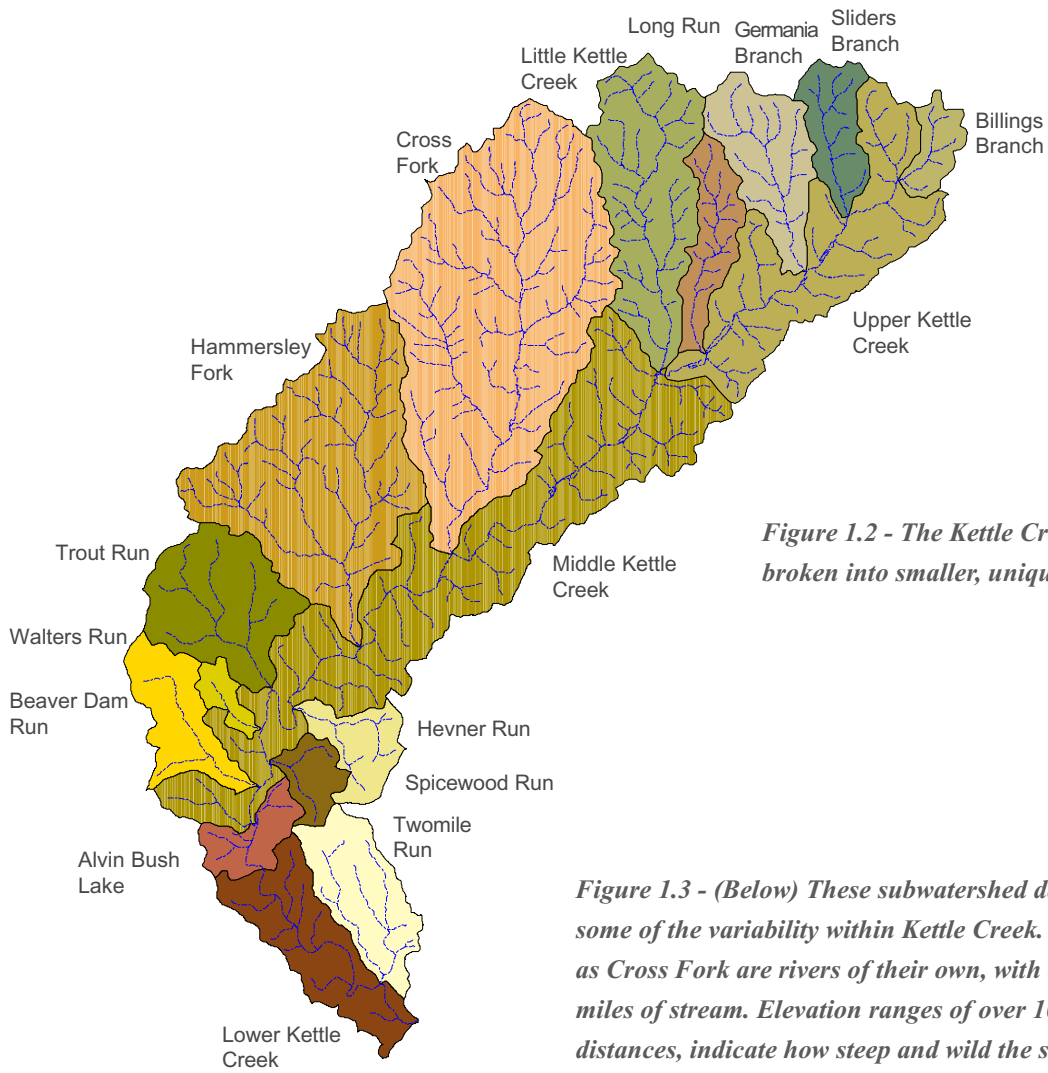 Sliders
Branch
Long Run
Germania
Branch
Little Kettle
Creek
Billings
Branch
Cross
Fork
Upper Kettle
Creek
Hammersley
Fork
Figure 1.2 - The Kettle Cr
broken into smaller, uniqu
Trout Run
Middle Kettle
Creek
Walters Run
Beaver Dam
Run
Hevner Run
Spicewood Run
Twomile
Run
Alvin Bush
Lake
Figure 1.3 - (Below) These subwatershed d
some of the variability within Kettle Creek.
as Cross Fork are rivers of their own, with
miles of stream. Elevation ranges of over 1
distances, indicate how steep and wild the s
Lower Kettle
Creek